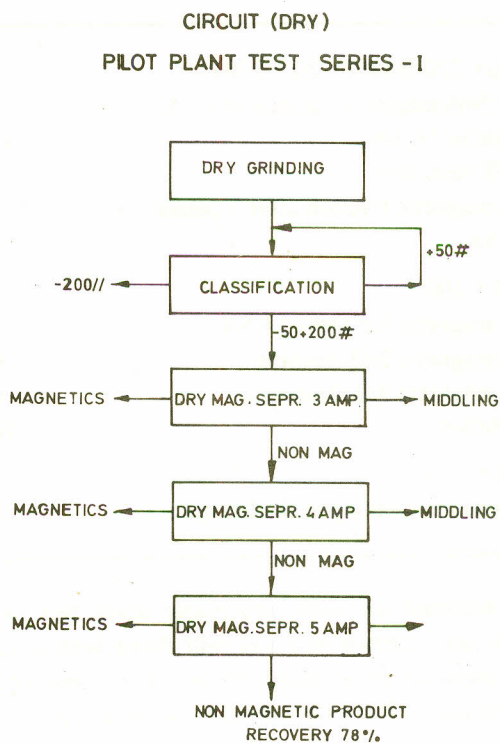 CIRCUIT (DRY)
PILOT PLANT TEST SERIES - I
DRY GRINDING
+50#
-200// CLASSIFICATION
-50+200#
MAGNETICS DRY MAG. SEPR. 3 AMP. MIDDLING
NON MAG
MAGNETICS DRY MAG. SEPR. 4 AMP MIDDLING
NON MAG
MAGNETICS DRY MAG. SEPR. 5 AMP
NON MAGNETIC PRODUCT
RECOVERY 78%